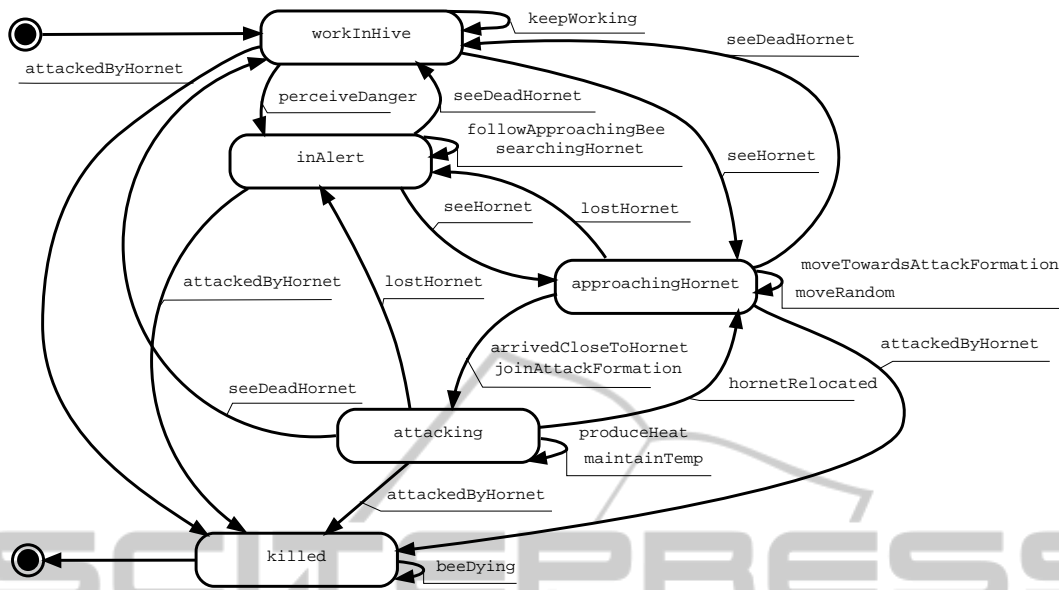 keepWorking
workInHive
seeDeadHornet
attackedByHornet
perceiveDanger
seeDeadHornet
followApproachingBee
searchingHornet
inAlert
seeHornet
seeHornet
lostHornet
moveTowardsAttackFormation
attackedByHornet
lostHornet
approachingHornet
moveRandom
attackedByHornet
arrivedCloseToHornet
joinAttackFormation
hornetRelocated
seeDeadHornet
attacking
produceHeat
maintainTemp
attackedByHornet
killed
beeDying
SCITEPRESS